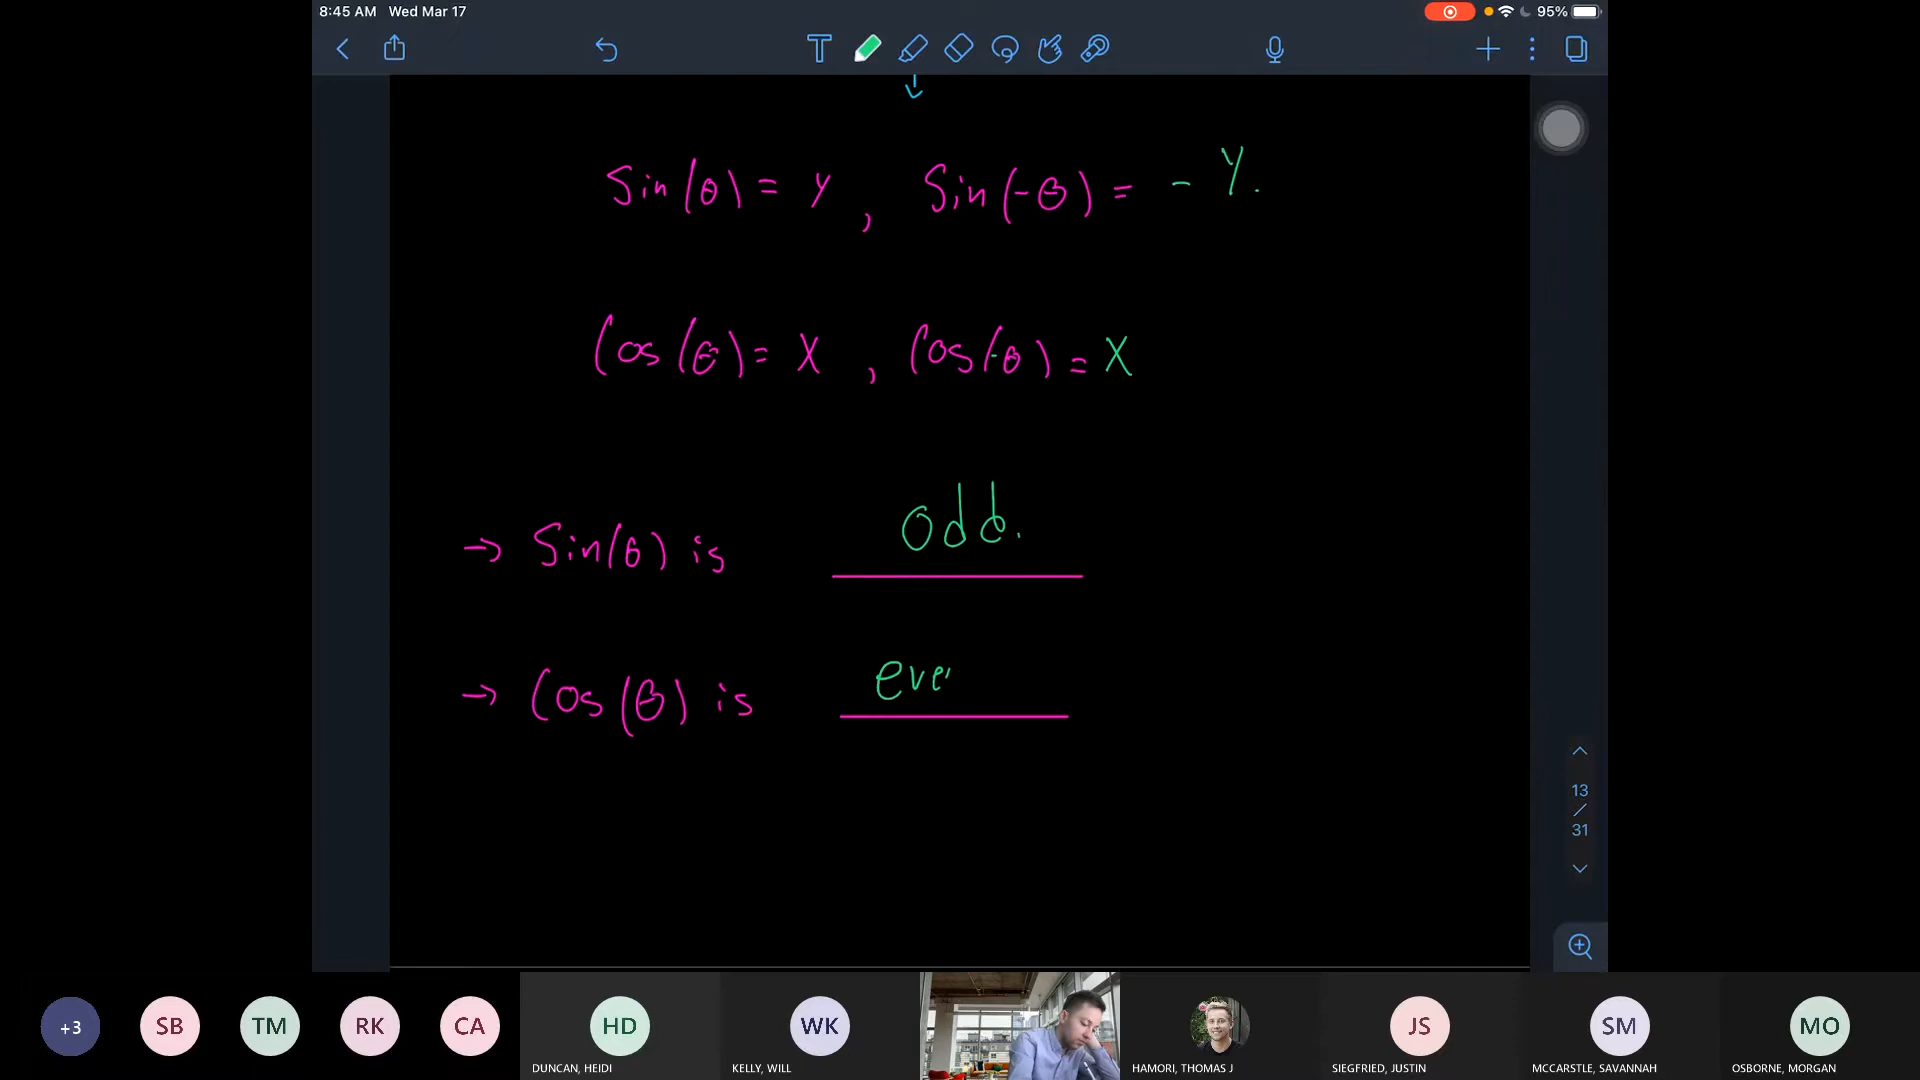 8:45 AM Wed Mar 17
95%
Sin(θ) = y , Sin(-θ) = - y.
Cos(θ) = X , Cos(-θ) = X
→ Sin(θ) is odd.
→ Cos(θ) is eve
13
/
31
+3
SB
TM
RK
CA
HD
WK
JS
SM
MO
DUNCAN, HEIDI
KELLY, WILL
HAMORI, THOMAS J
SIEGFRIED, JUSTIN
MCCARSTLE, SAVANNAH
OSBORNE, MORGAN